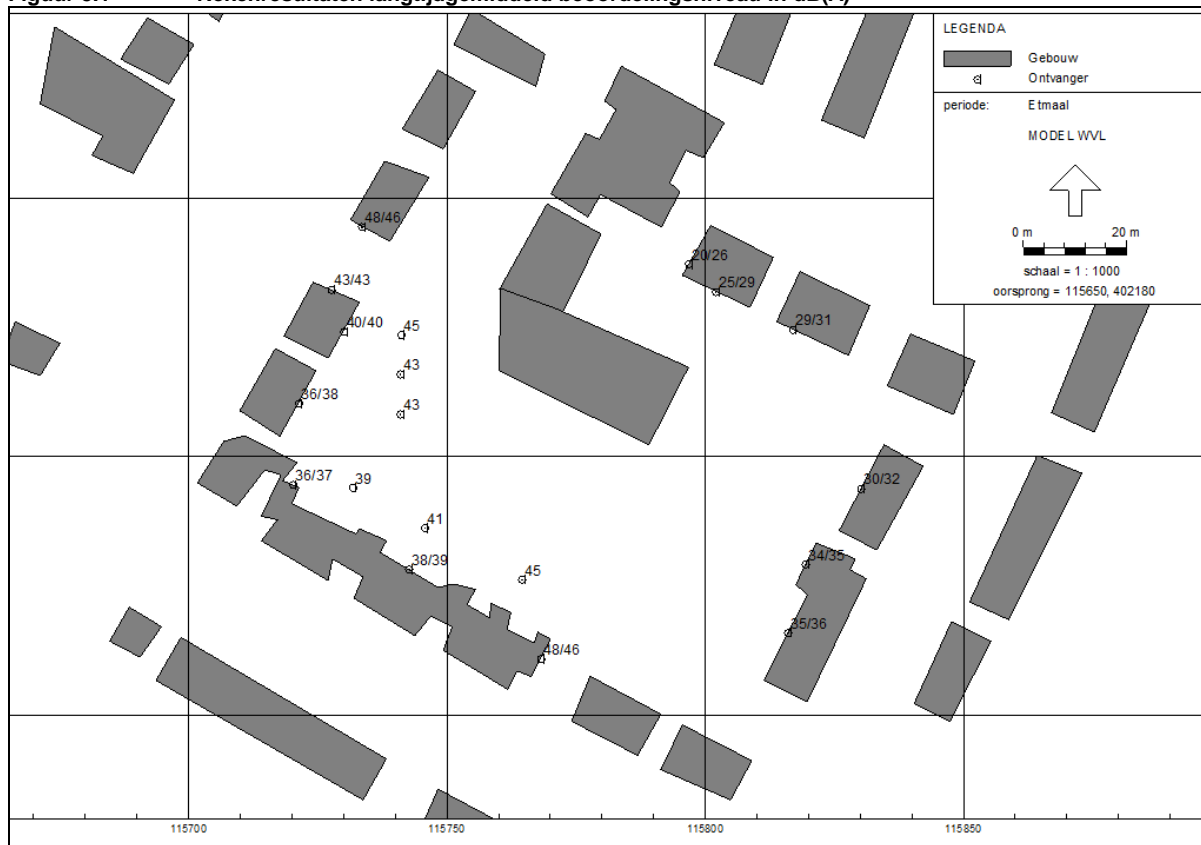 LEGENDA
Gebouw
Ontvanger
periode: Etmaal
MODEL WVL
0 m 20 m
schaal = 1 : 1000
oorsprong = 115650, 402180
48/46
20/26
43/43
25/29
40/40
45
29/31
43
36/38
43
36/37
39
30/32
41
38/39
34/35
45
35/36
48/46
115700 115750 115800 115850